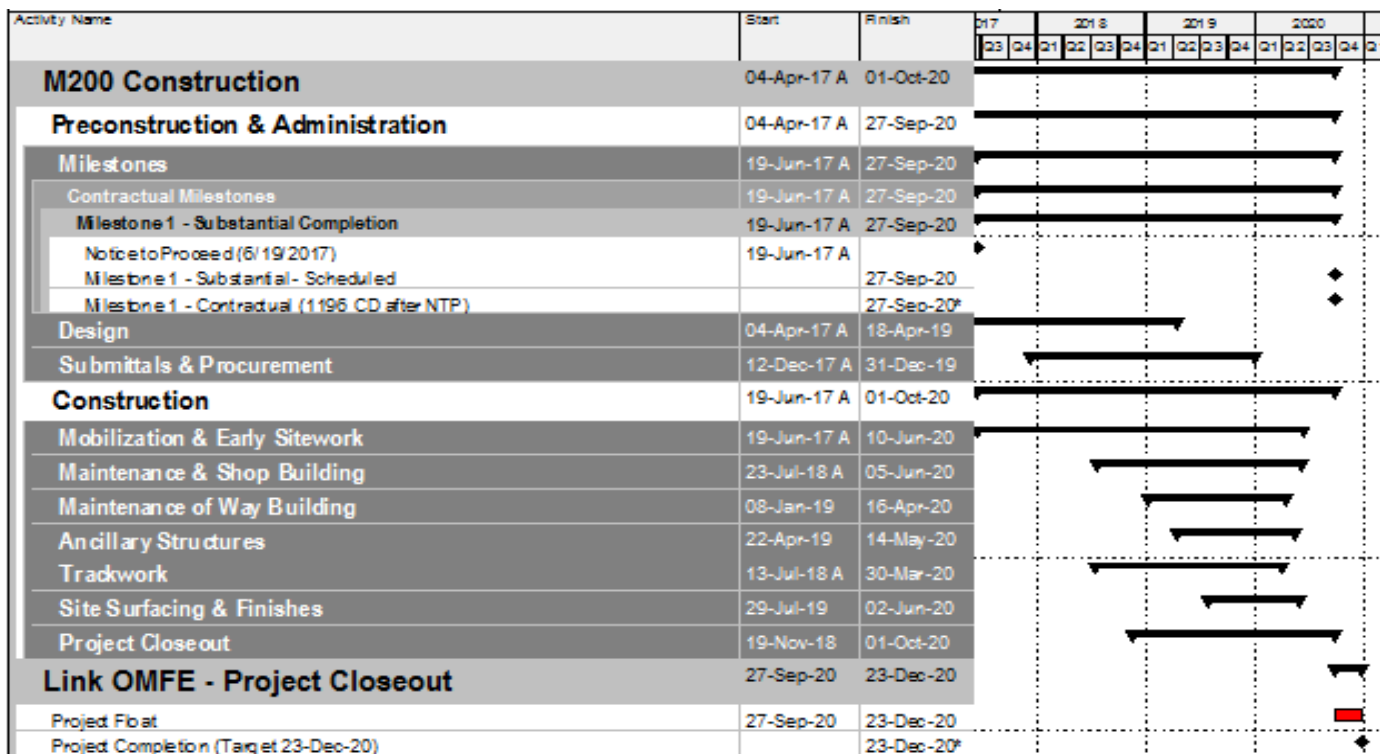 Activity Name Start Finish 017 2018 2019 2020
Q3 Q4 Q1 Q2 Q3 Q4 Q1 Q2 Q3 Q4 Q1 Q2 Q3 Q4 Q
M200 Construction 04-Apr-17 A 01-Oct-20
Preconstruction & Administration 04-Apr-17 A 27-Sep-20
Milestones 19-Jun-17 A 27-Sep-20
Contractual Milestones 19-Jun-17 A 27-Sep-20
Milestone 1 - Substantial Completion 19-Jun-17 A 27-Sep-20
Notice to Proceed (6/19/2017) 19-Jun-17 A
Milestone 1 - Substantial - Scheduled 27-Sep-20
Milestone 1 - Contractual (1196 CD after NTP) 27-Sep-20*
Design 04-Apr-17 A 18-Apr-19
Submittals & Procurement 12-Dec-17 A 31-Dec-19
Construction 19-Jun-17 A 01-Oct-20
Mobilization & Early Sitework 19-Jun-17 A 10-Jun-20
Maintenance & Shop Building 23-Jul-18 A 05-Jun-20
Maintenance of Way Building 08-Jan-19 16-Apr-20
Ancillary Structures 22-Apr-19 14-May-20
Trackwork 13-Jul-18 A 30-Mar-20
Site Surfacing & Finishes 29-Jul-19 02-Jun-20
Project Closeout 19-Nov-18 01-Oct-20
Link OMFE - Project Closeout 27-Sep-20 23-Dec-20
Project Float 27-Sep-20 23-Dec-20
Project Completion (Target 23-Dec-20) 23-Dec-20*